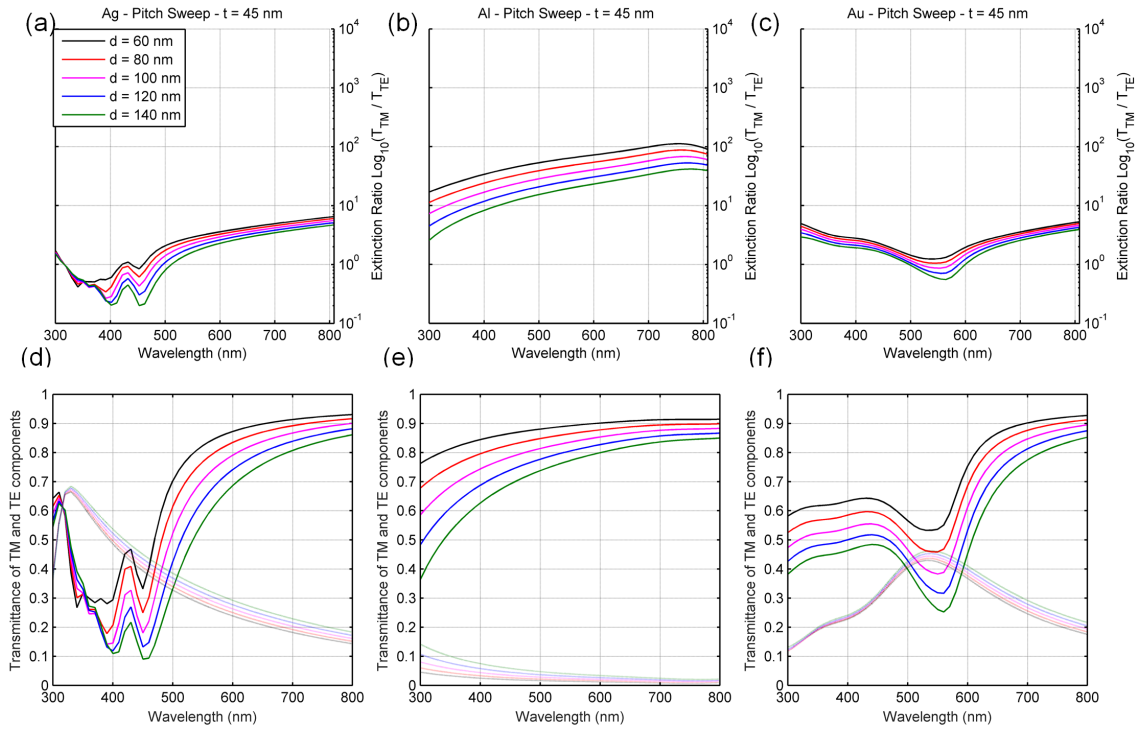 Ag - Pitch Sweep - t = 45 nm
Al - Pitch Sweep - t = 45 nm
Au - Pitch Sweep - t = 45 nm
(a)
(b)
(c)
d = 60 nm
d = 80 nm
d = 100 nm
d = 120 nm
d = 140 nm
10^4
10^3
10^2
10^1
10^0
10^-1
Extinction Ratio Log10(T_TM / T_TE)
300 400 500 600 700 800
Wavelength (nm)
10^4
10^3
10^2
10^1
10^0
10^-1
Extinction Ratio Log10(T_TM / T_TE)
300 400 500 600 700 800
Wavelength (nm)
10^4
10^3
10^2
10^1
10^0
10^-1
Extinction Ratio Log10(T_TM / T_TE)
300 400 500 600 700 800
Wavelength (nm)
(d)
(e)
(f)
Transmittance of TM and TE components
1
0.9
0.8
0.7
0.6
0.5
0.4
0.3
0.2
0.1
0
300 400 500 600 700 800
Wavelength (nm)
Transmittance of TM and TE components
1
0.9
0.8
0.7
0.6
0.5
0.4
0.3
0.2
0.1
0
300 400 500 600 700 800
Wavelength (nm)
Transmittance of TM and TE components
1
0.9
0.8
0.7
0.6
0.5
0.4
0.3
0.2
0.1
0
300 400 500 600 700 800
Wavelength (nm)